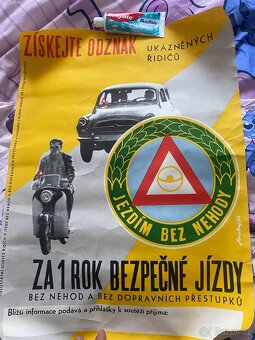 Colgate
ZÍSKEJTE ODZNAK
UKÁZNĚNÝCH
ŘIDIČŮ
JEZDÍM BEZ NEHODY
ZA 1 ROK BEZPEČNÉ JÍZDY
BEZ NEHOD A BEZ DOPRAVNÍCH PŘESTUPKŮ
Bližší informace podává a přihlášky k soutěži přijímá: